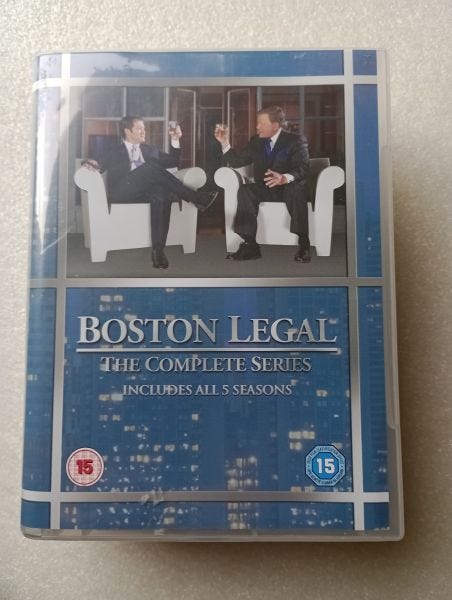 BOSTON LEGAL
THE COMPLETE SERIES
INCLUDES ALL 5 SEASONS
15
15